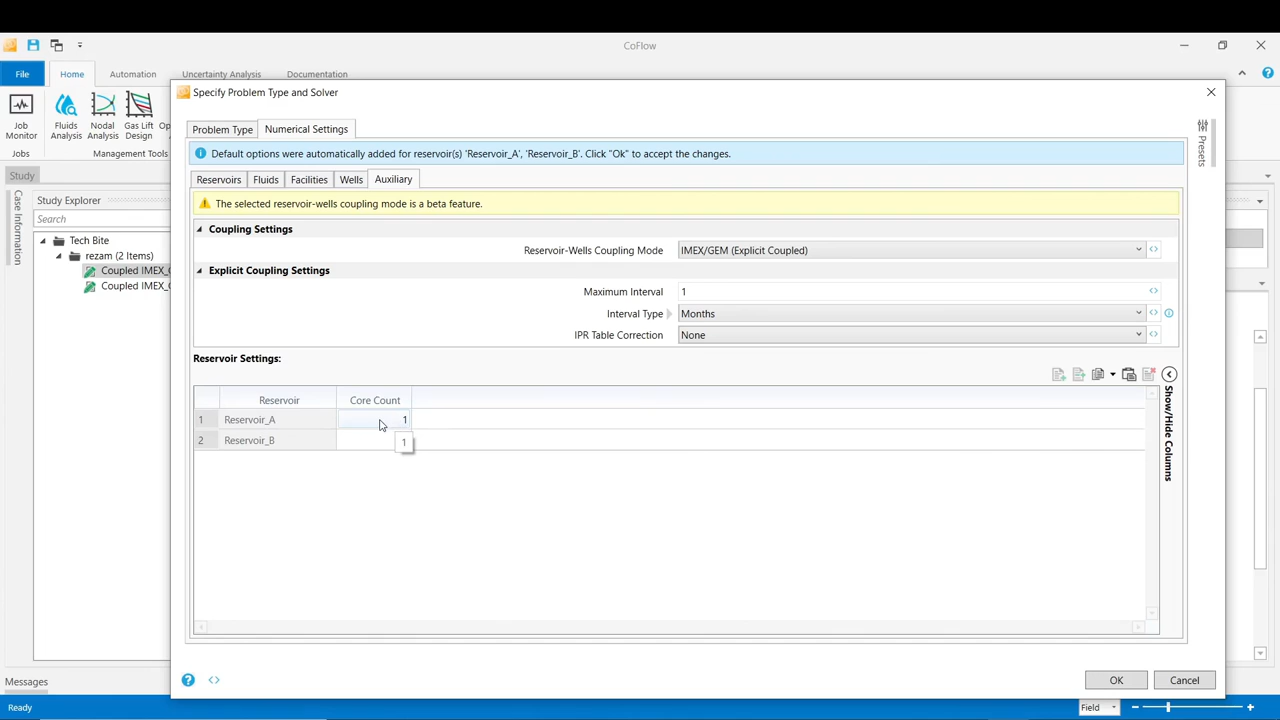 CoFlow
File
Home
Automation
Uncertainty Analysis
Documentation
Specify Problem Type and Solver
Job
Monitor
Fluids
Analysis
Nodal
Analysis
Gas Lift
Design
Jobs
Management Tools
Problem Type
Numerical Settings
Presets
Default options were automatically added for reservoir(s) 'Reservoir_A', 'Reservoir_B'. Click "Ok" to accept the changes.
Study
Reservoirs
Fluids
Facilities
Wells
Auxiliary
Case Information
Study Explorer
Search
The selected reservoir-wells coupling mode is a beta feature.
Tech Bite
rezam (2 Items)
Coupled IMEX_
Coupled IMEX_
Coupling Settings
Reservoir-Wells Coupling Mode
IMEX/GEM (Explicit Coupled)
Explicit Coupling Settings
Maximum Interval
1
Interval Type
Months
IPR Table Correction
None
Reservoir Settings:
Show/Hide Columns
Reservoir
Core Count
1
Reservoir_A
1
2
Reservoir_B
1
Messages
OK
Cancel
Ready
Field